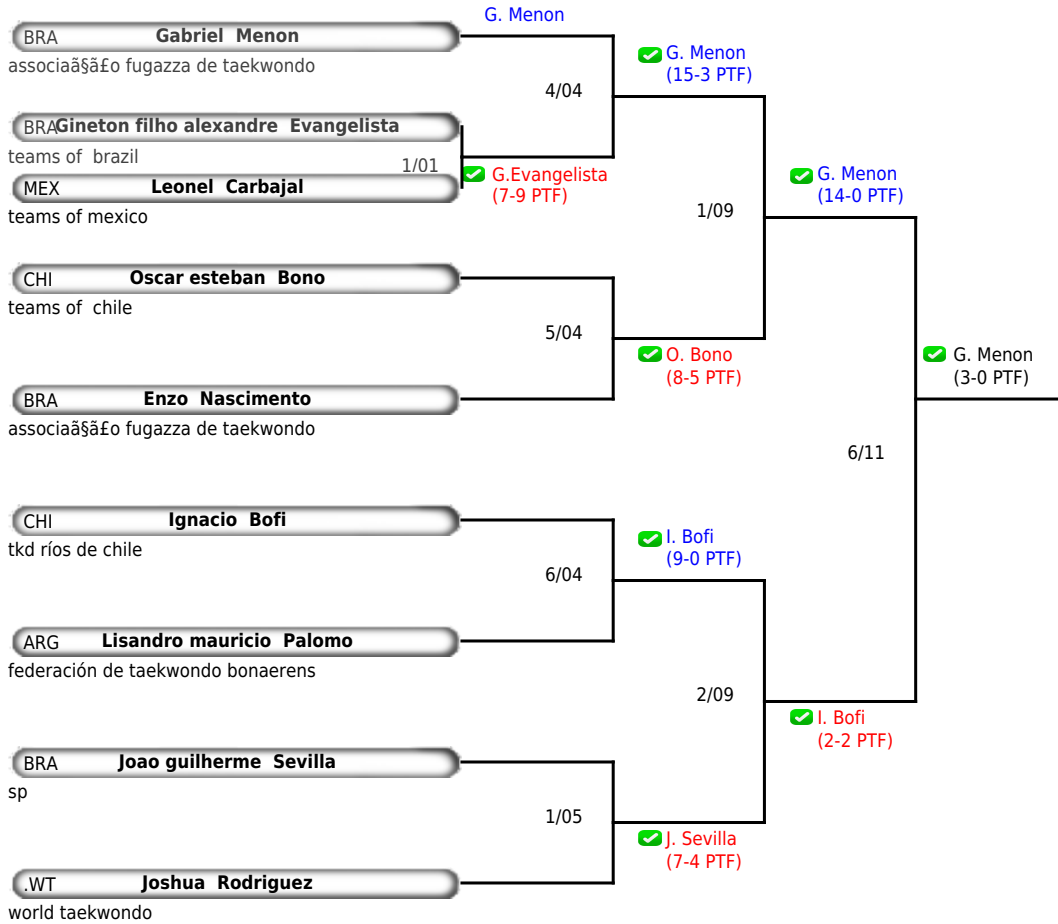 G. Menon
BRA Gabriel Menon
associaã§ã£o fugazza de taekwondo
G. Menon
(15-3 PTF)
4/04
BRA Gineton filho alexandre Evangelista
teams of brazil
1/01
G.Evangelista
(7-9 PTF)
MEX Leonel Carbajal
teams of mexico
G. Menon
(14-0 PTF)
1/09
CHI Oscar esteban Bono
teams of chile
5/04
O. Bono
(8-5 PTF)
G. Menon
(3-0 PTF)
BRA Enzo Nascimento
associaã§ã£o fugazza de taekwondo
6/11
CHI Ignacio Bofi
tkd ríos de chile
I. Bofi
(9-0 PTF)
6/04
ARG Lisandro mauricio Palomo
federación de taekwondo bonaerens
2/09
I. Bofi
(2-2 PTF)
BRA Joao guilherme Sevilla
sp
1/05
J. Sevilla
(7-4 PTF)
.WT Joshua Rodriguez
world taekwondo